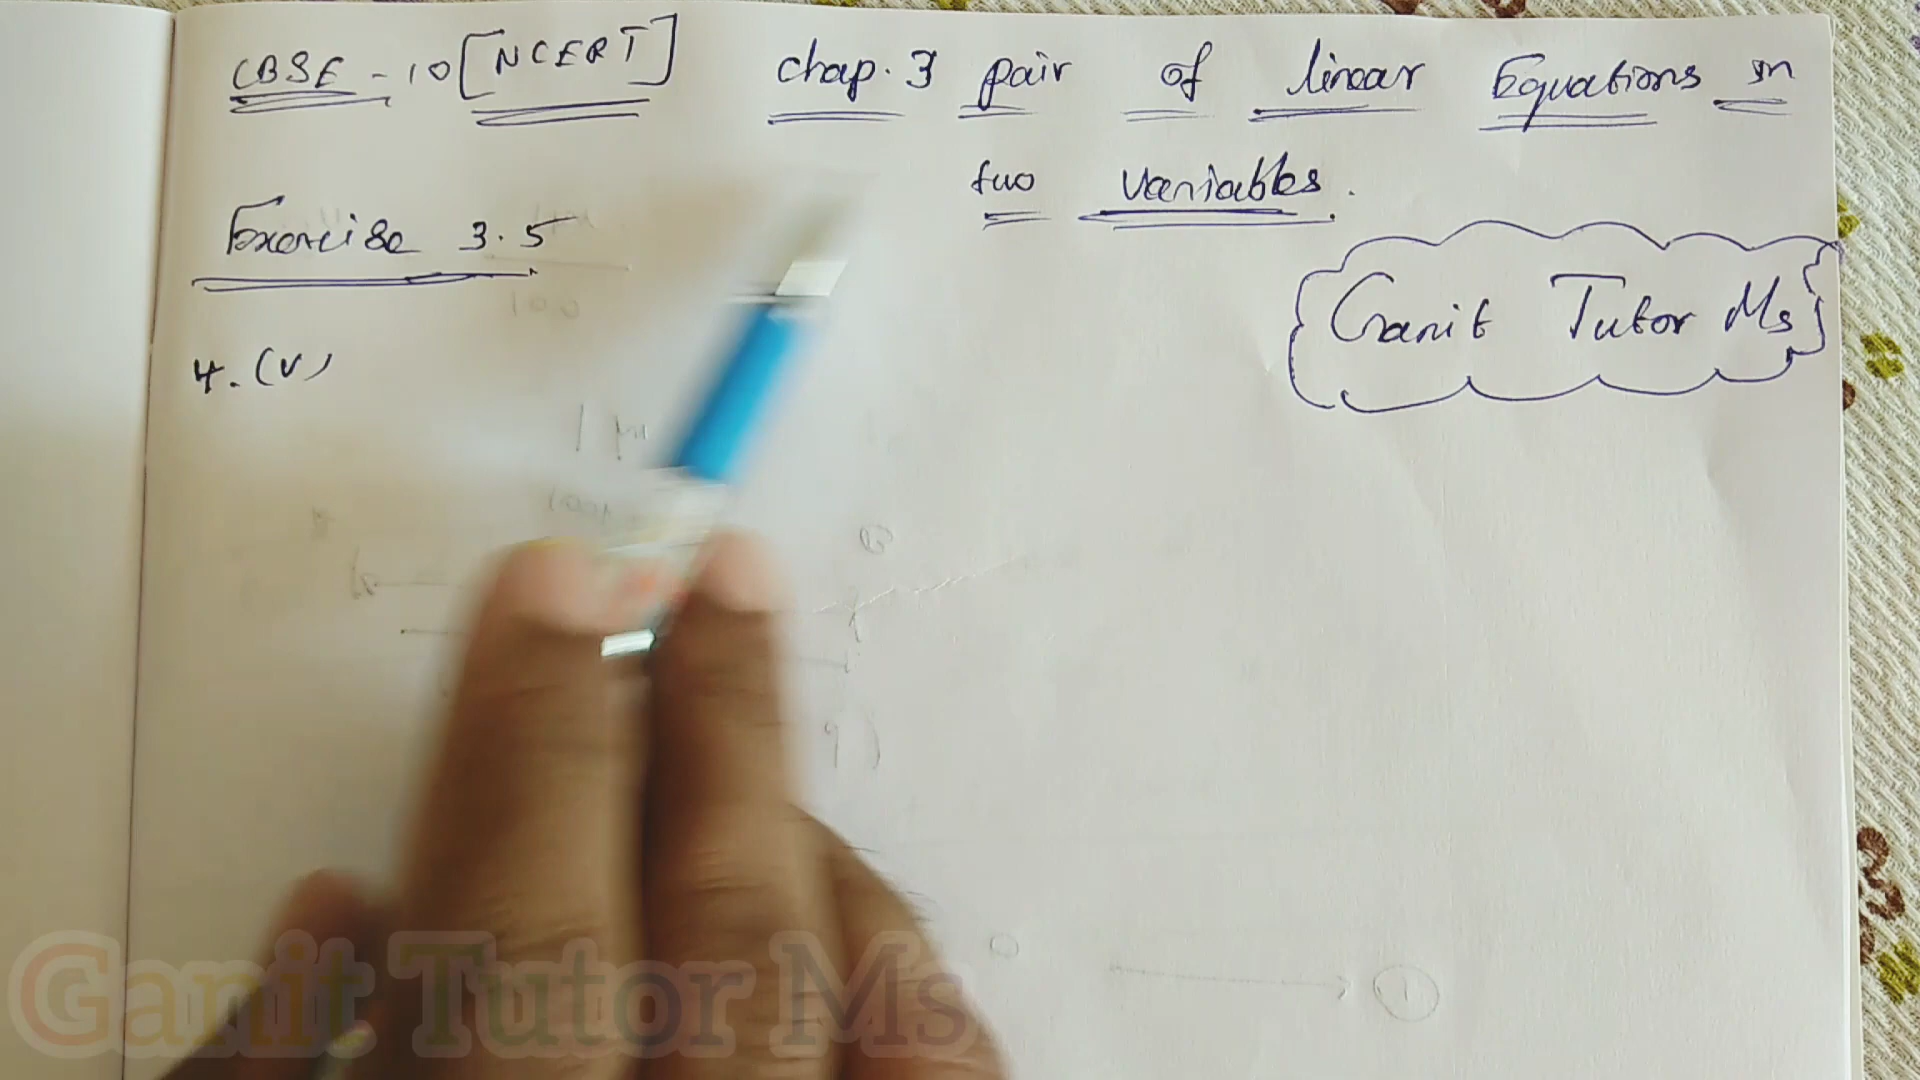 CBSE - 10 [NCERT] chap. 3 pair of linear Equations in
two variables.
Exercise 3.5
Ganit Tutor Ms
4. (v)
100
Ganit Tutor Ms